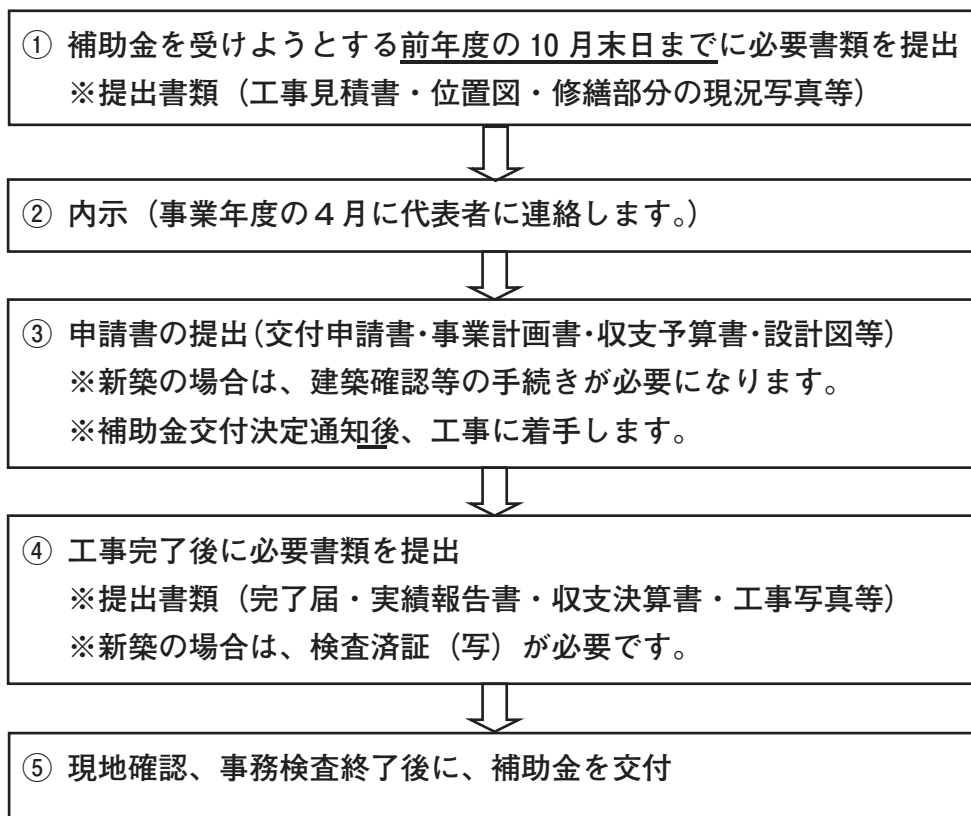 ① 補助金を受けようとする前年度の 10 月末日までに必要書類を提出
※提出書類（工事見積書・位置図・修繕部分の現況写真等）
② 内示（事業年度の４月に代表者に連絡します。）
③ 申請書の提出(交付申請書･事業計画書･収支予算書･設計図等)
※新築の場合は、建築確認等の手続きが必要になります。
※補助金交付決定通知後、工事に着手します。
④ 工事完了後に必要書類を提出
※提出書類（完了届・実績報告書・収支決算書・工事写真等）
※新築の場合は、検査済証（写）が必要です。
⑤ 現地確認、事務検査終了後に、補助金を交付